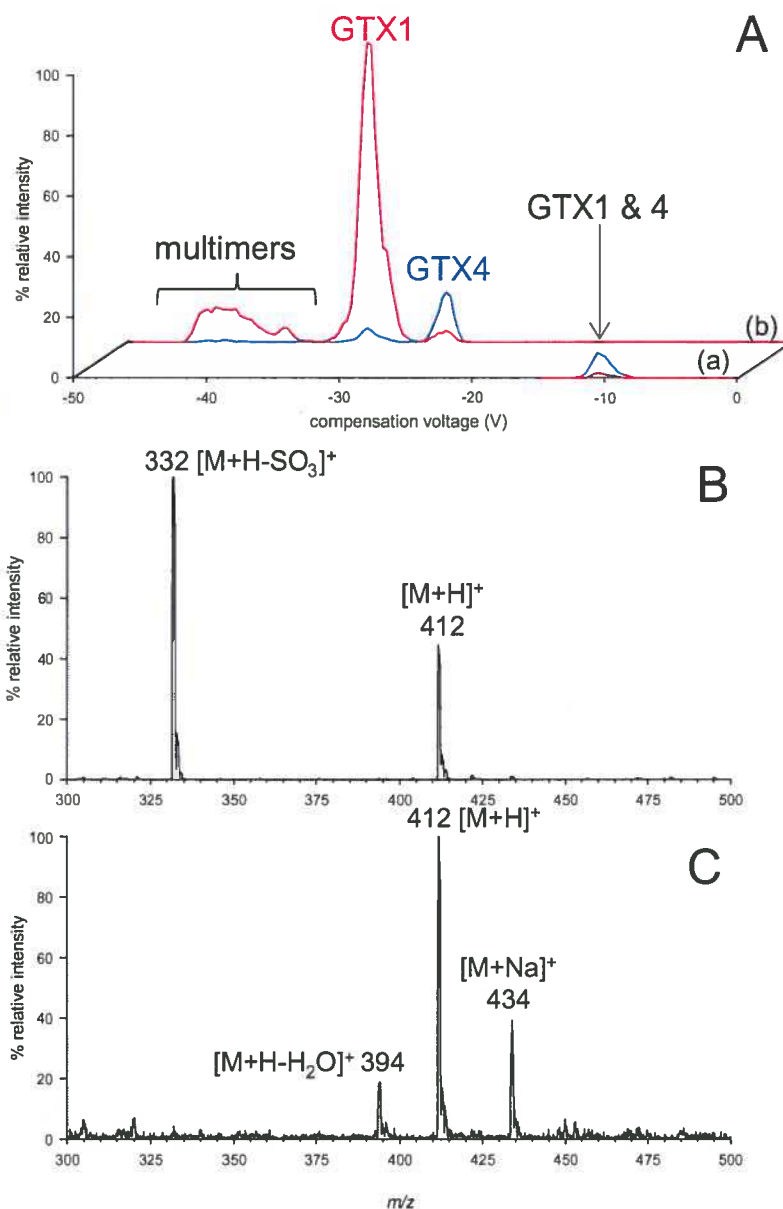 A
GTX1
100
80
60
40
20
0
% relative intensity
multimers
GTX4
GTX1 & 4
(b)
(a)
-50
-40
-30
-20
-10
0
compensation voltage (V)
B
332 [M+H-SO₃]⁺
[M+H]⁺
412
100
80
60
40
20
0
% relative intensity
300
325
350
375
400
425
450
475
500
C
412 [M+H]⁺
[M+Na]⁺
434
[M+H-H₂O]⁺ 394
100
80
60
40
20
0
% relative intensity
300
325
350
375
400
425
450
475
500
m/z